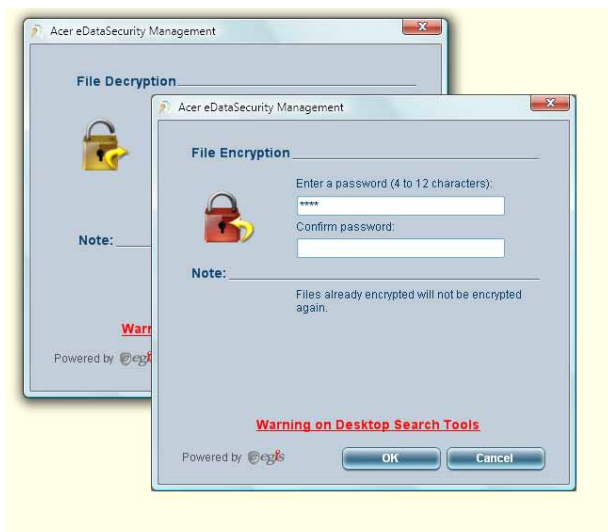 Acer eDataSecurity Management
File Decryption
Note:
Powered by
Acer eDataSecurity Management
File Encryption
Enter a password (4 to 12 characters):
****
Confirm password:
Note:
Files already encrypted will not be encrypted
again.
Warning on Desktop Search Tools
Powered by egis
OK
Cancel